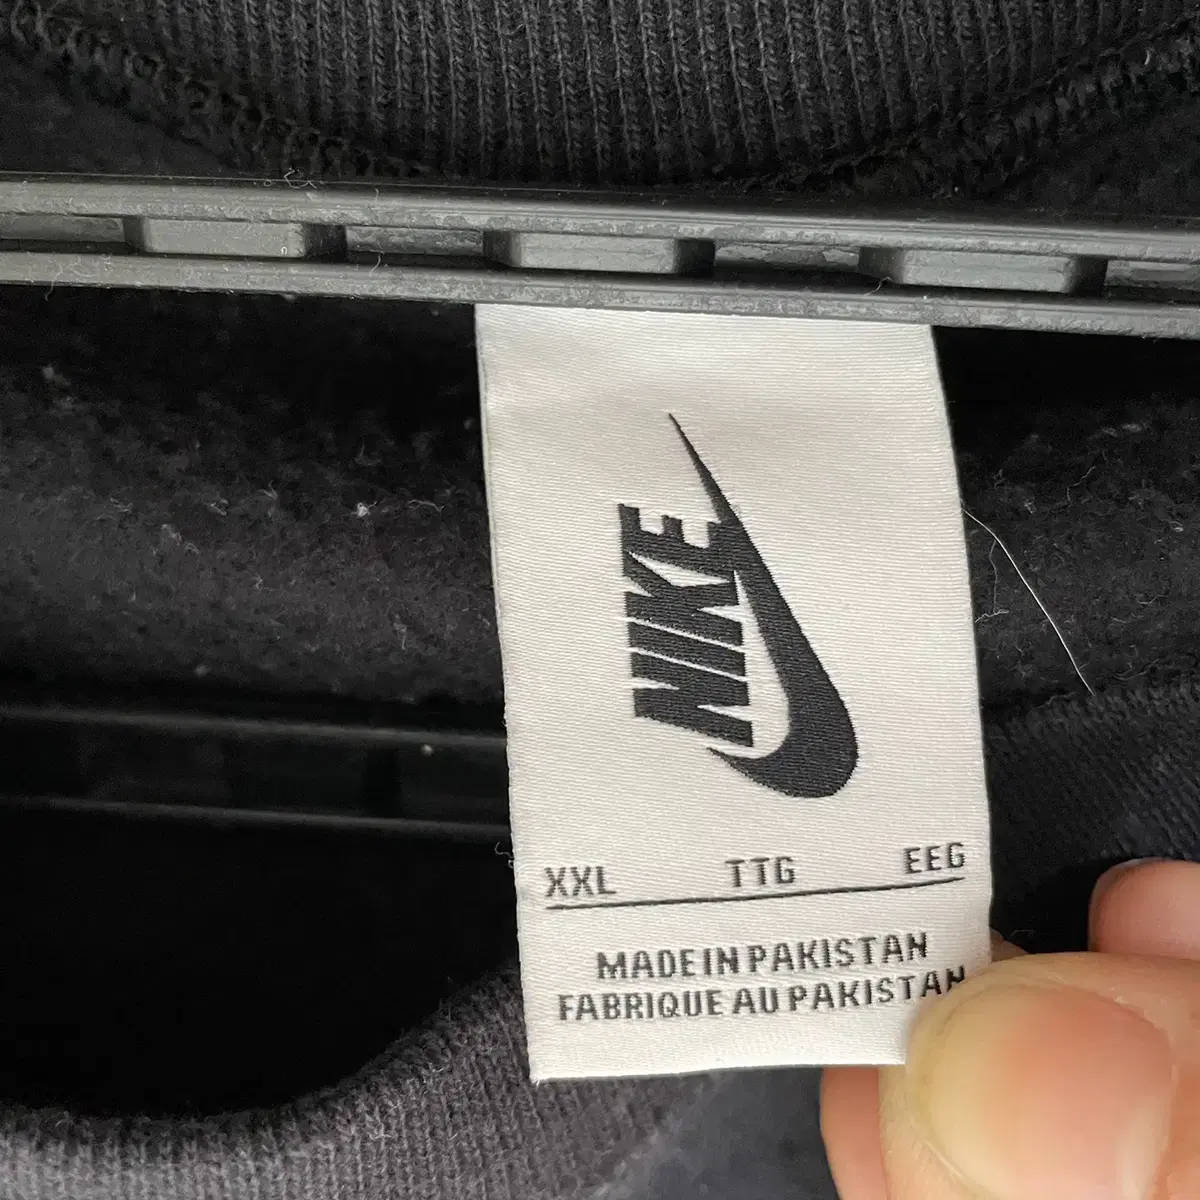 NIKE
XXL TTG EEG
MADE IN PAKISTAN
FABRIQUE AU PAKISTAN